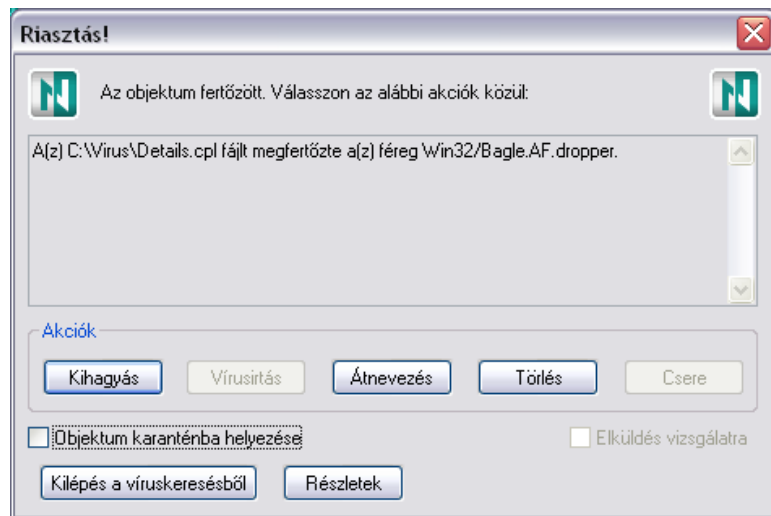 Riasztás!
Az objektum fertőzött. Válasszon az alábbi akciók közül:
A(z) C:\Virus\Details.cpl fájlt megfertőzte a(z) féreg Win32/Bagle.AF.dropper.
Akciók
Kihagyás Vírusirtás Átnevezés Törlés Csere
Objektum karanténba helyezése Elküldés vizsgálatra
Kilépés a víruskeresésből Részletek